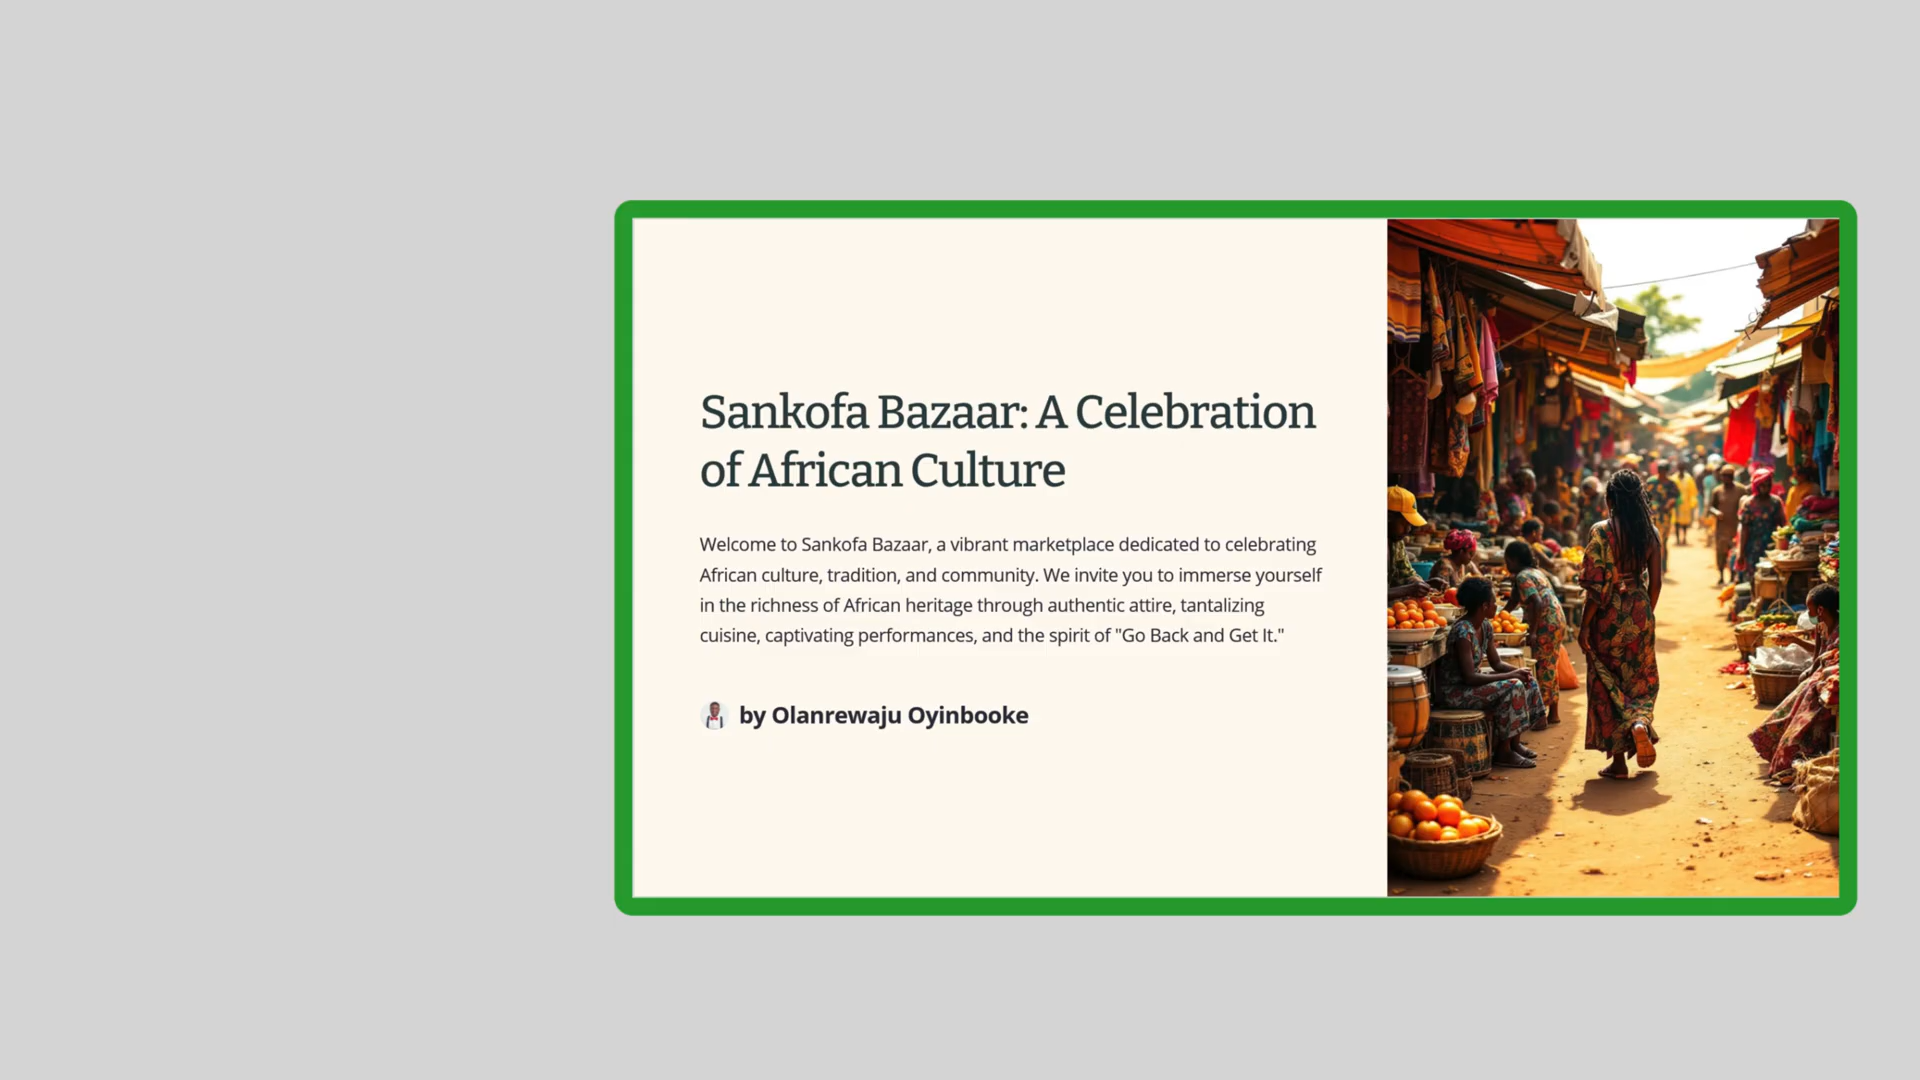 Sankofa Bazaar: A Celebration
of African Culture
Welcome to Sankofa Bazaar, a vibrant marketplace dedicated to celebrating
African culture, tradition, and community. We invite you to immerse yourself
in the richness of African heritage through authentic attire, tantalizing
cuisine, captivating performances, and the spirit of "Go Back and Get It."
by Olanrewaju Oyinbooke